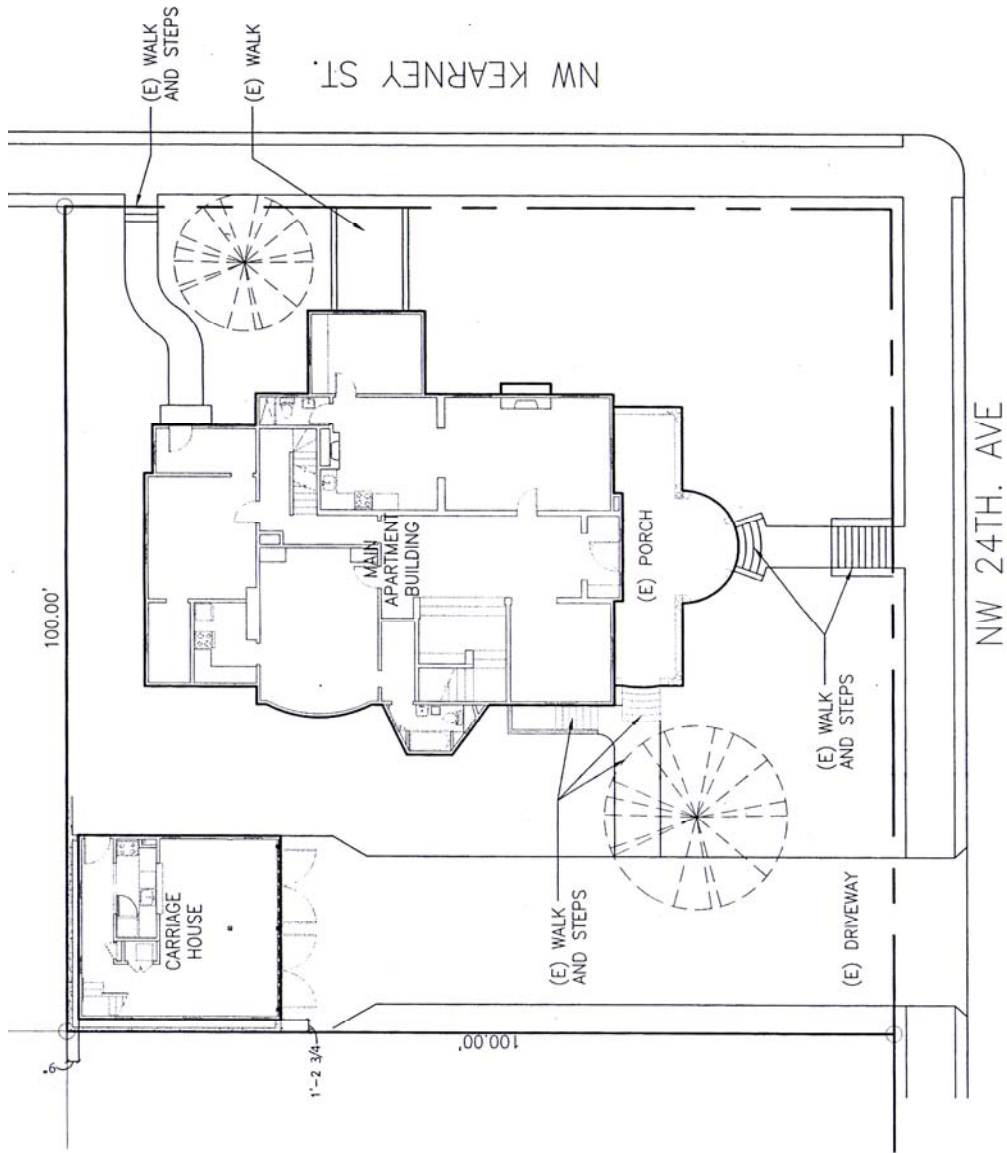 (E) WALK
AND STEPS
(E) WALK
NW KEARNEY ST.
100.00'
MAIN
APARTMENT
BUILDING
(E) PORCH
NW 24TH. AVE
(E) WALK
AND STEPS
CARRIAGE
HOUSE
(E) WALK
AND STEPS
(E) DRIVEWAY
100.00'
1'-2 3/4
6"